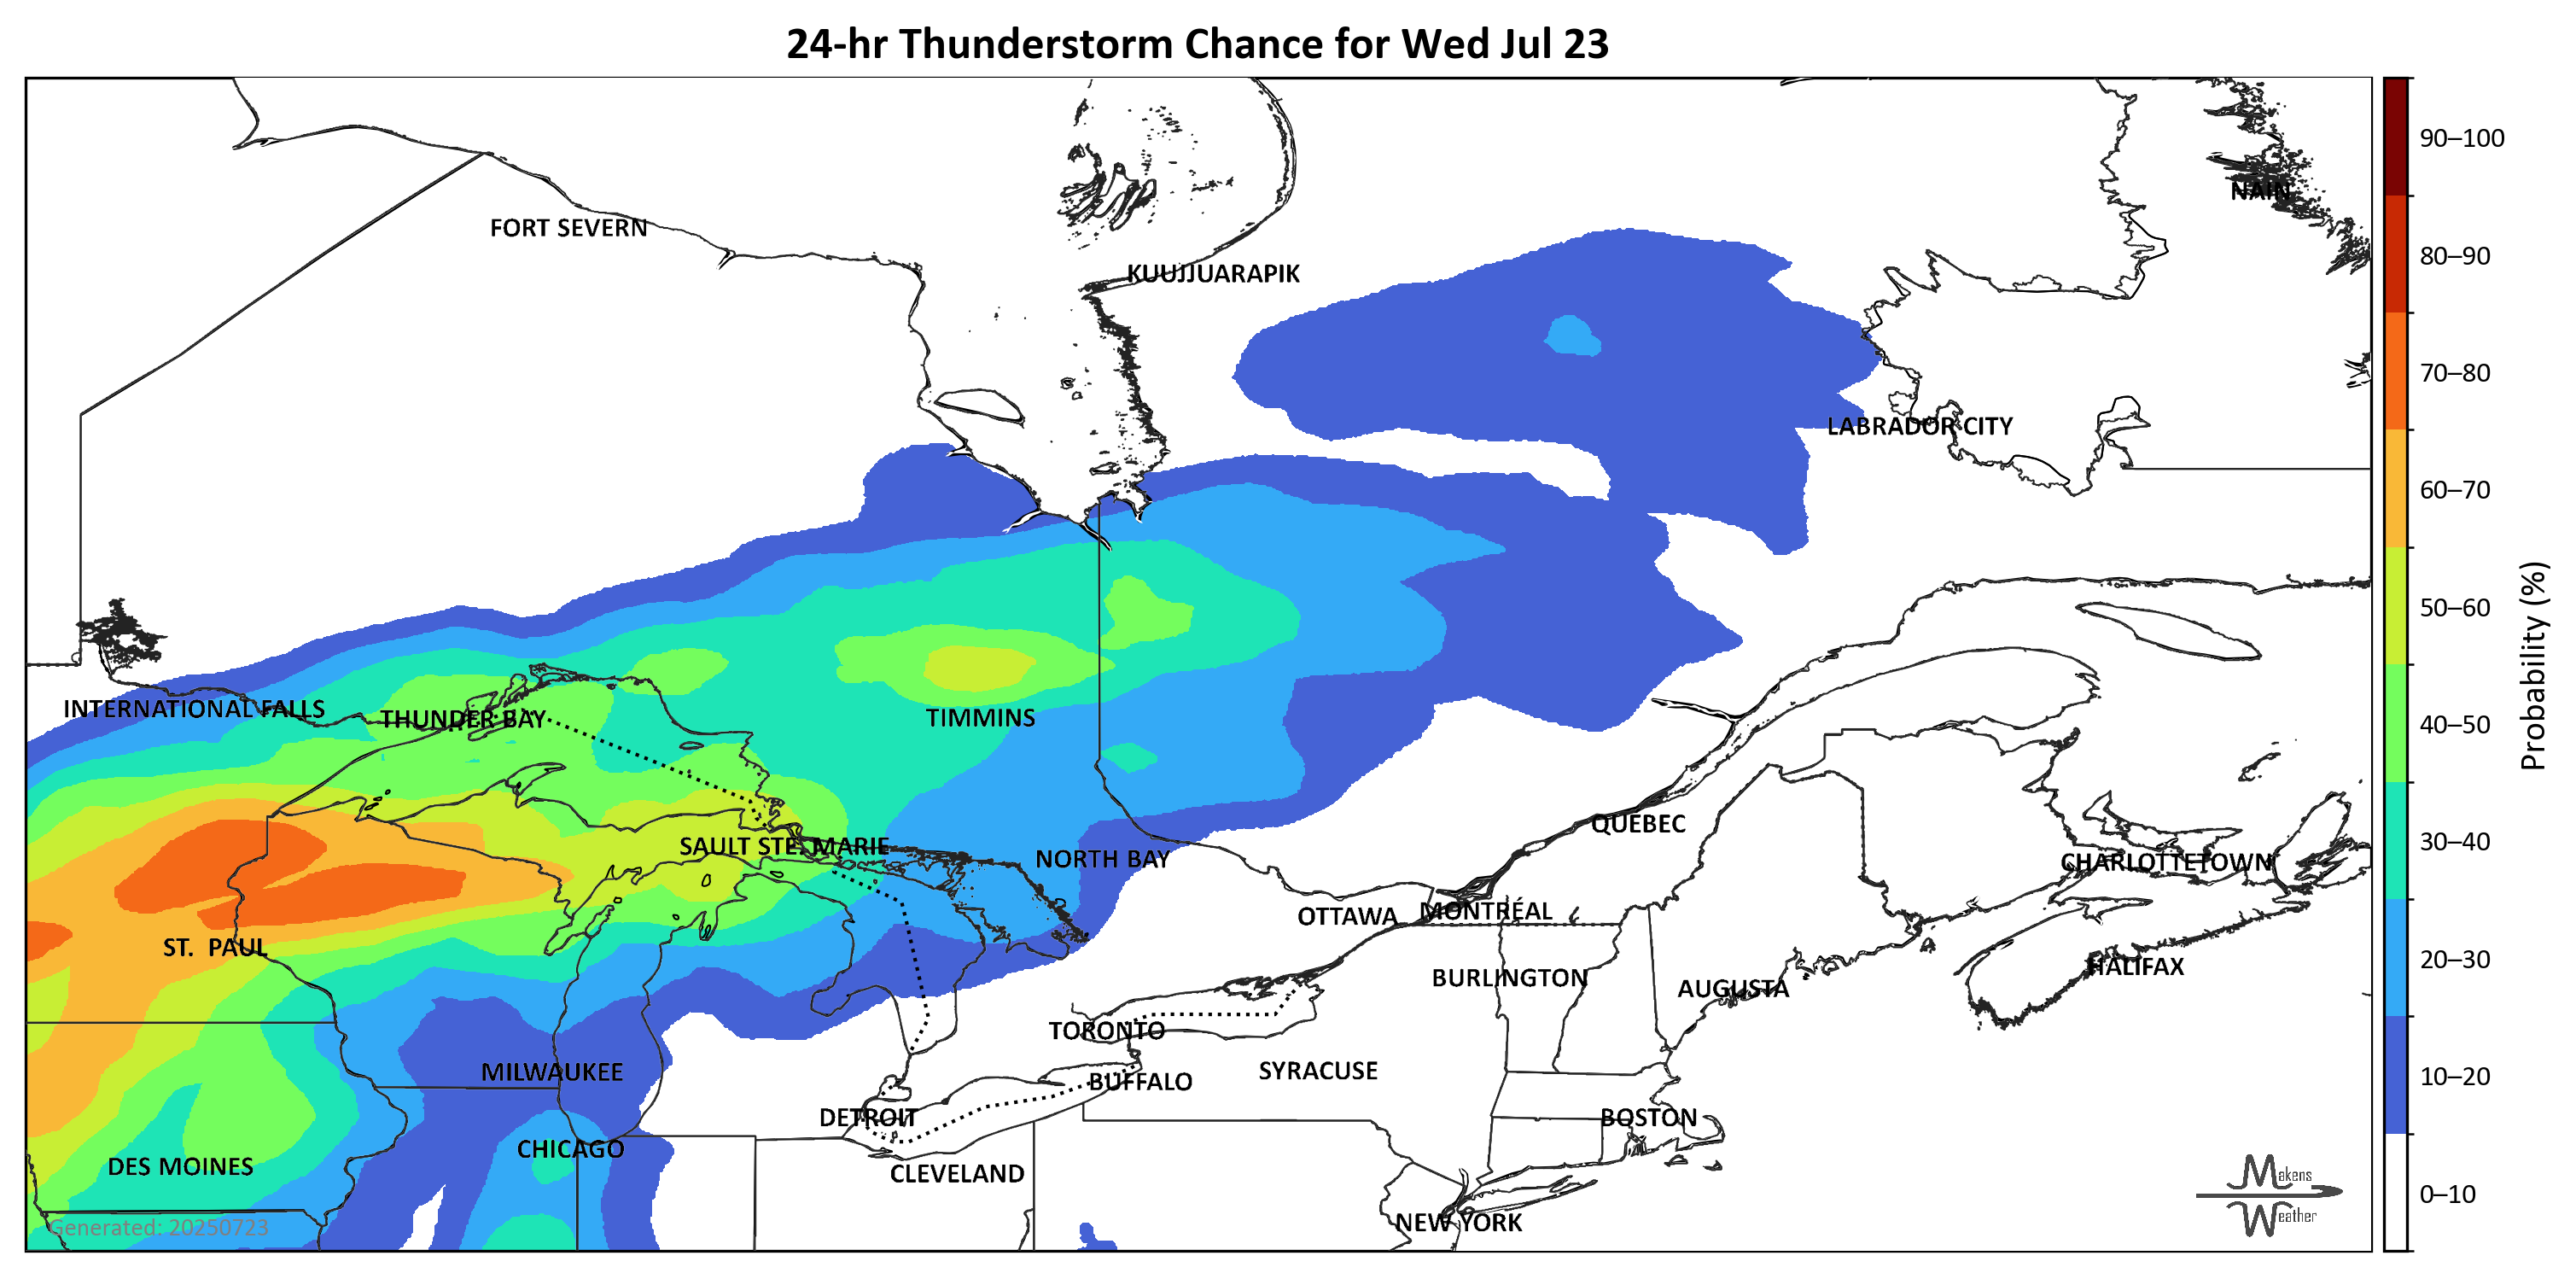 24-hr Thunderstorm Chance for Wed Jul 23
90–100
NAIN
FORT SEVERN
80–90
KUUJJUARAPIK
70–80
LABRADOR CITY
60–70
50–60
Probability (%)
INTERNATIONAL FALLS
THUNDER BAY
TIMMINS
40–50
QUEBEC
SAULT STE. MARIE
NORTH BAY
30–40
CHARLOTTETOWN
OTTAWA
MONTRÉAL
ST. PAUL
20–30
HALIFAX
BURLINGTON
AUGUSTA
TORONTO
MILWAUKEE
SYRACUSE
10–20
BUFFALO
DETROIT
BOSTON
CHICAGO
DES MOINES
CLEVELAND
Makens
Weather
0–10
NEW YORK
Generated: 20250723